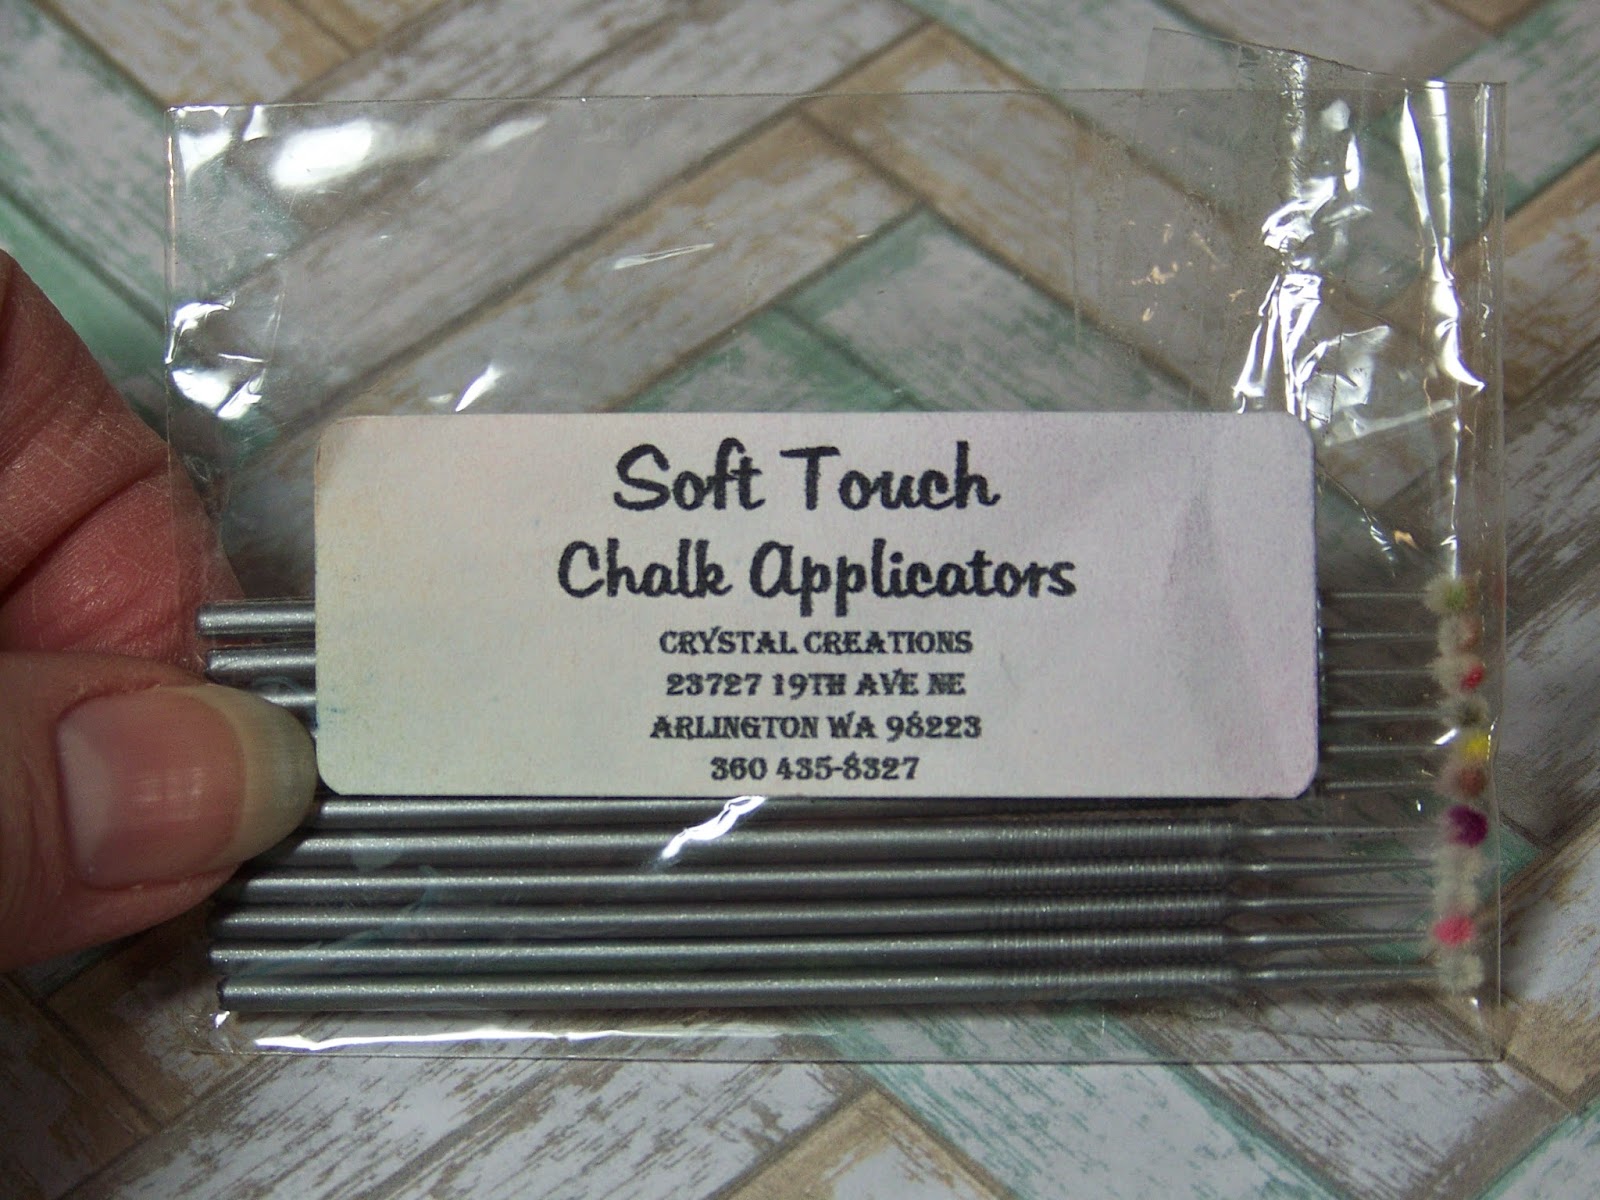 Soft Touch
Chalk Applicators
CRYSTAL CREATIONS
23727 19TH AVE NE
ARLINGTON WA 98223
360 435-8327